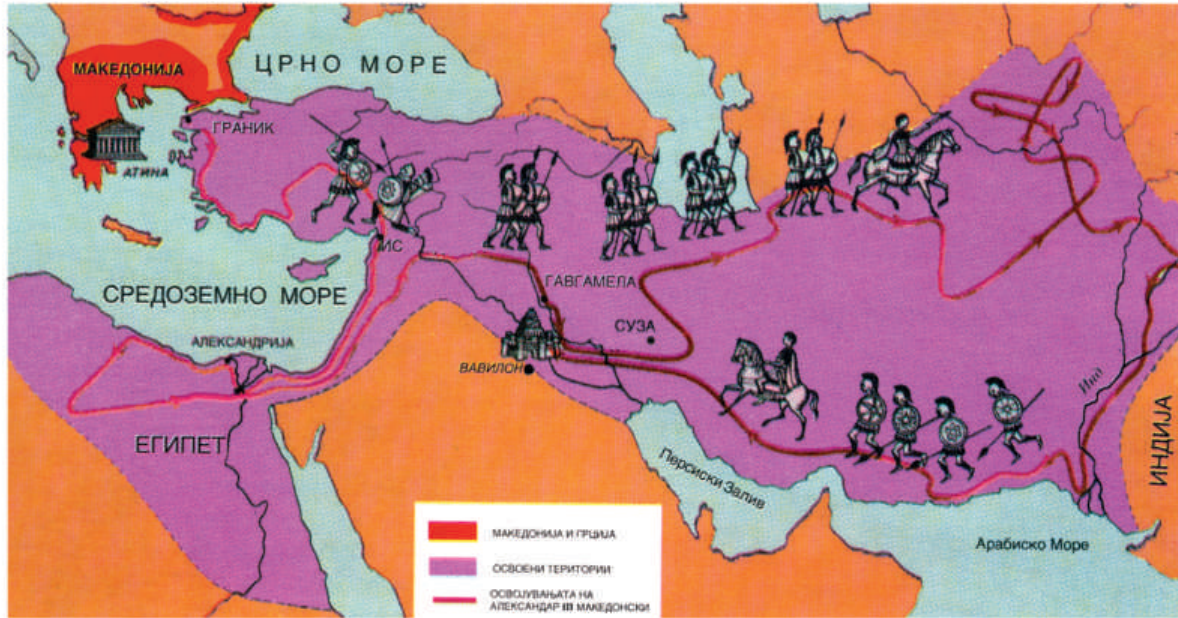 МАКЕДОНИЈА
ЦРНО МОРЕ
ГРАНИК
АТИНА
ИС
СРЕДОЗЕМНО МОРЕ
ГАВГАМЕЛА
СУЗА
АЛЕКСАНДРИЈА
ВАВИЛОН
Инд
ЕГИПЕТ
ИНДИЈА
Персиски Залив
Арабиско Море
МАКЕДОНИЈА И ГРЦИЈА
ОСВОЕНИ ТЕРИТОРИИ
ОСВОЈУВАЊАТА НА
АЛЕКСАНДАР III МАКЕДОНСКИ